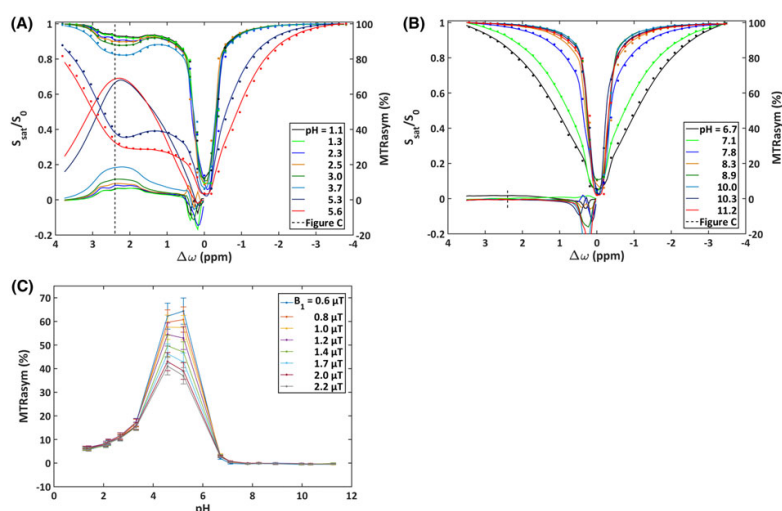 (A)
S_sat/S_0
1
0.8
0.6
0.4
0.2
0
-0.2
100
80
60
40
20
0
-20
MTRasym (%)
pH = 1.1
1.3
2.3
2.5
3.0
3.7
5.3
5.6
Figure C
5 4 3 2 1 0 -1 -2 -3 -4
Δω (ppm)
(B)
S_sat/S_0
1
0.8
0.6
0.4
0.2
0
-0.2
100
80
60
40
20
0
-20
MTRasym (%)
pH = 6.7
7.1
7.8
8.3
8.9
10.0
10.3
11.2
Figure C
5 4 3 2 1 0 -1 -2 -3 -4
Δω (ppm)
(C)
MTRasym (%)
70
60
50
40
30
20
10
0
-10
B_1 = 0.6 µT
0.8 µT
1.0 µT
1.2 µT
1.4 µT
1.7 µT
2.0 µT
2.2 µT
0 2 4 6 8 10 12
pH